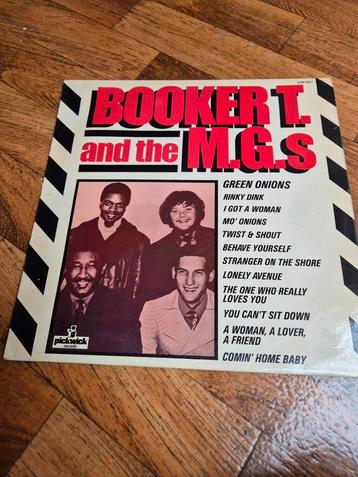 BOOKER T.
and the M.G.s
GREEN ONIONS
RINKY DINK
I GOT A WOMAN
MO' ONIONS
TWIST & SHOUT
BEHAVE YOURSELF
STRANGER ON THE SHORE
LONELY AVENUE
THE ONE WHO REALLY
LOVES YOU
YOU CAN'T SIT DOWN
A WOMAN, A LOVER,
A FRIEND
COMIN' HOME BABY
pickwick
records